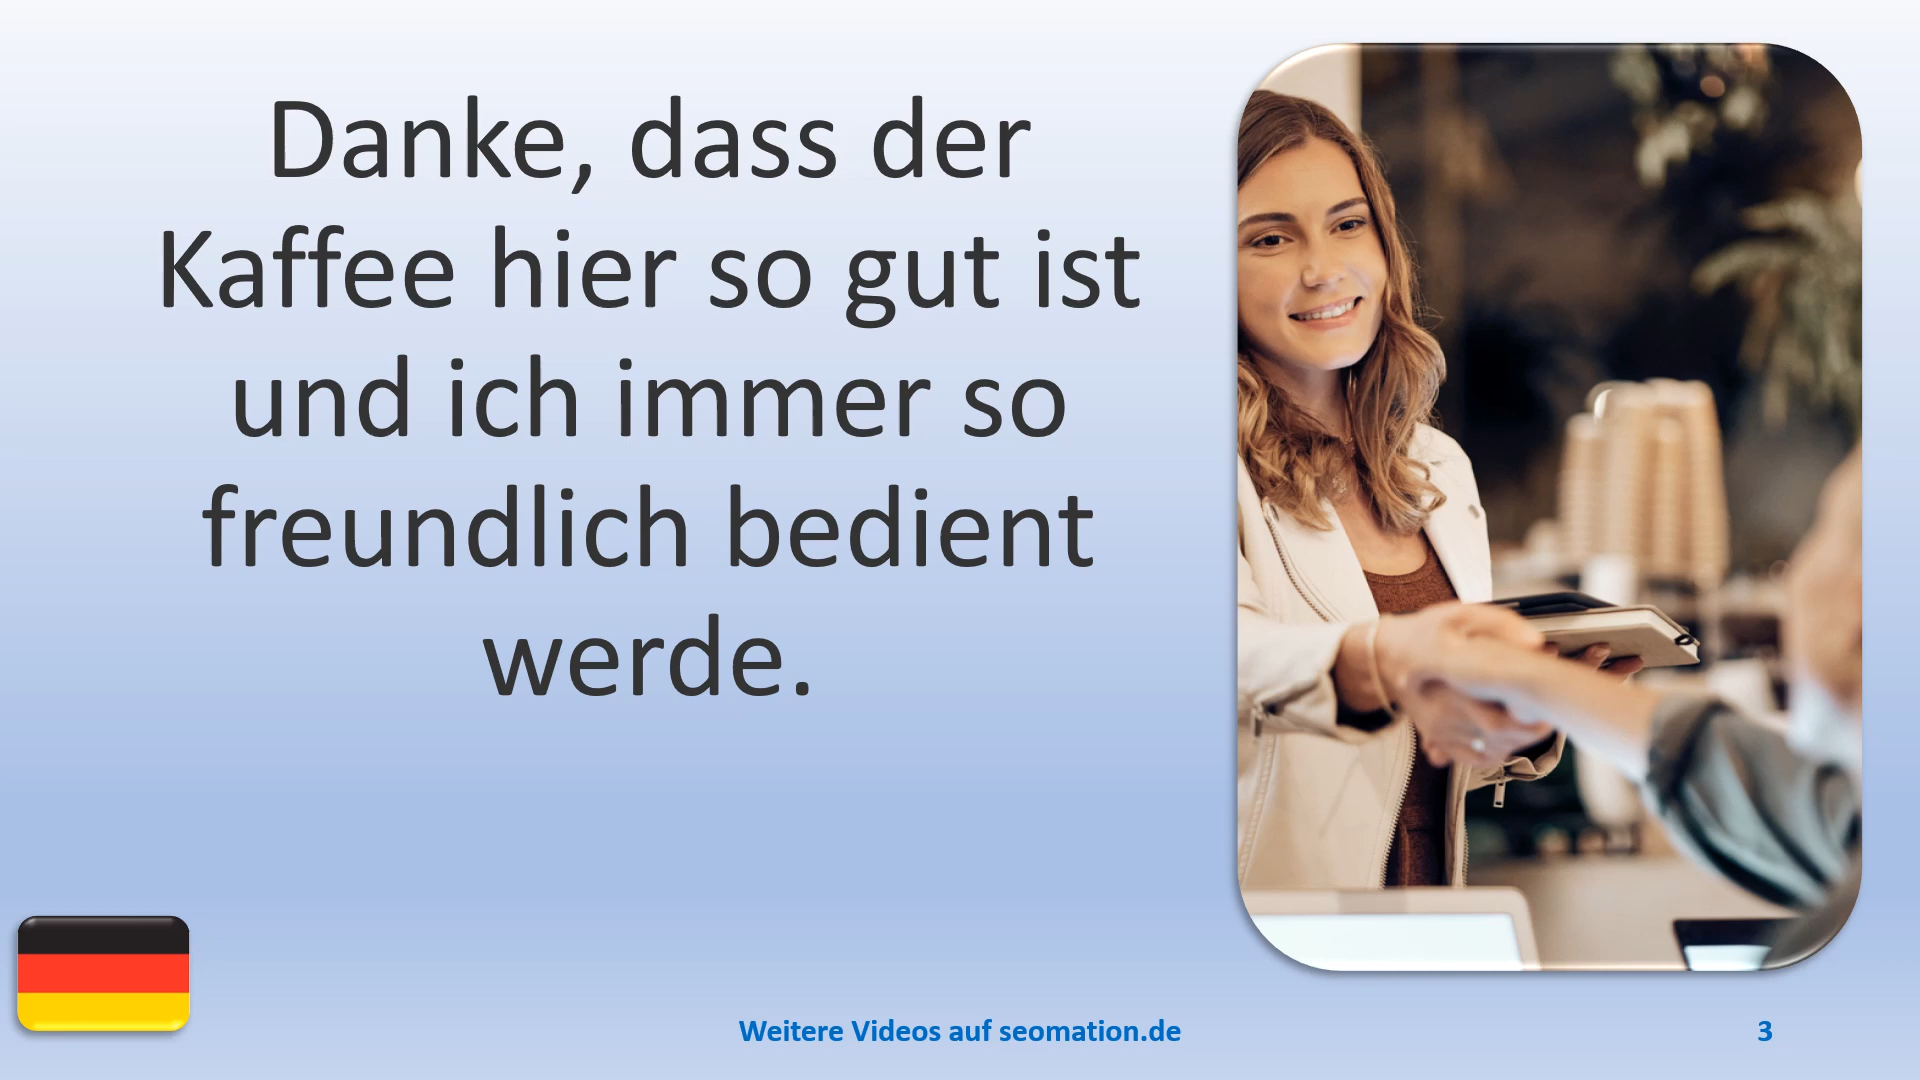 Danke, dass der
Kaffee hier so gut ist
und ich immer so
freundlich bedient
werde.
Weitere Videos auf seomation.de
3